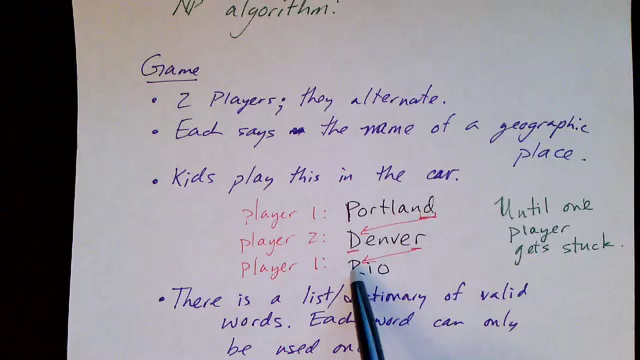 NP algorithm:
Game
• 2 Players; they alternate.
• Each says the name of a geographic
place.
• Kids play this in the car.
player 1: Portland
player 2: Denver
player 1: Rio
Until one
player
gets stuck.
• There is a list/dictionary of valid
words. Each word can only
be used